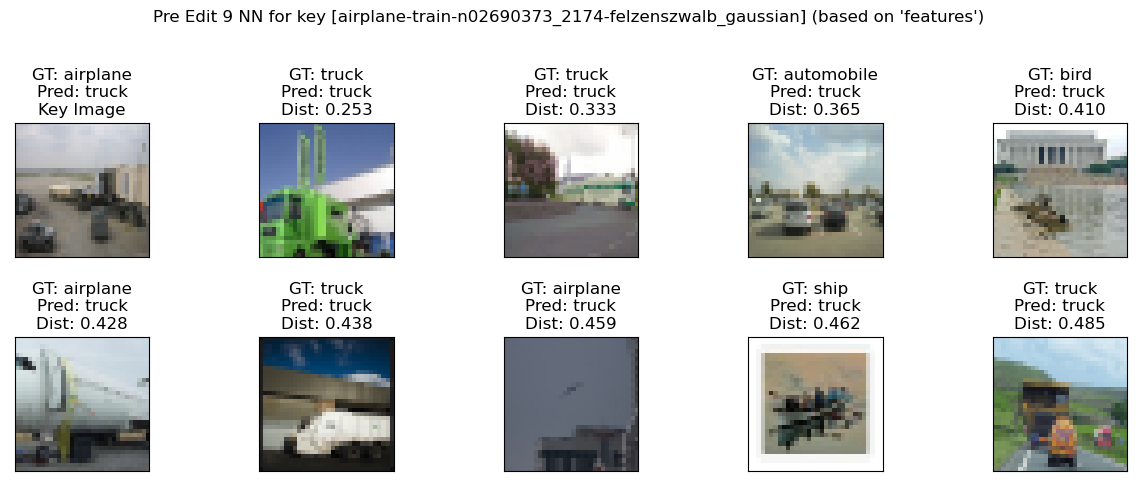 Pre Edit 9 NN for key [airplane-train-n02690373_2174-felzenszwalb_gaussian] (based on 'features')
GT: airplane
Pred: truck
Key Image
GT: truck
Pred: truck
Dist: 0.253
GT: truck
Pred: truck
Dist: 0.333
GT: automobile
Pred: truck
Dist: 0.365
GT: bird
Pred: truck
Dist: 0.410
GT: airplane
Pred: truck
Dist: 0.428
GT: truck
Pred: truck
Dist: 0.438
GT: airplane
Pred: truck
Dist: 0.459
GT: ship
Pred: truck
Dist: 0.462
GT: truck
Pred: truck
Dist: 0.485